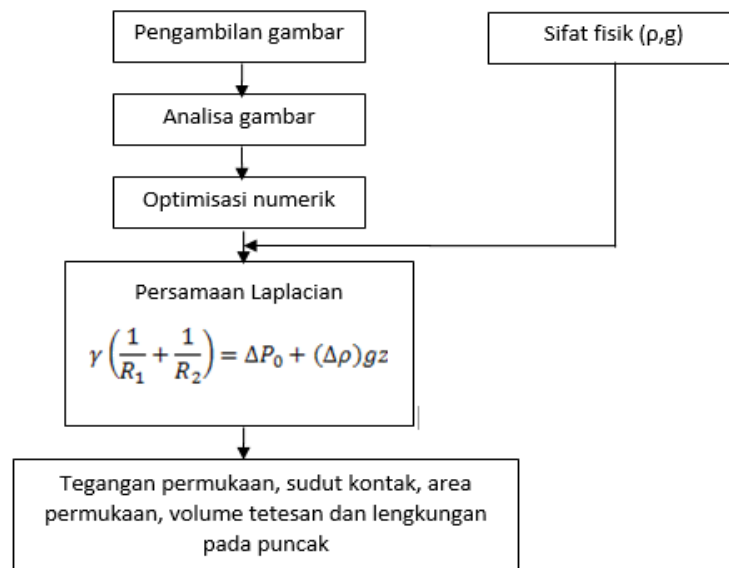 Pengambilan gambar
Sifat fisik (ρ,g)
Analisa gambar
Optimisasi numerik
Persamaan Laplacian
γ(1/R₁ + 1/R₂) = ΔP₀ + (Δρ)gz
Tegangan permukaan, sudut kontak, area
permukaan, volume tetesan dan lengkungan
pada puncak